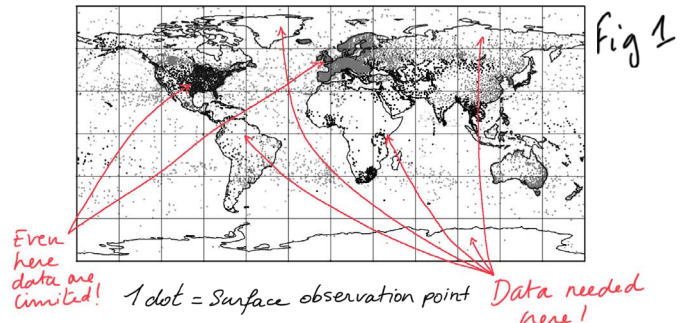 Fig 1
Even
here
data are
limited!
1 dot = Surface observation point
Data needed
here!